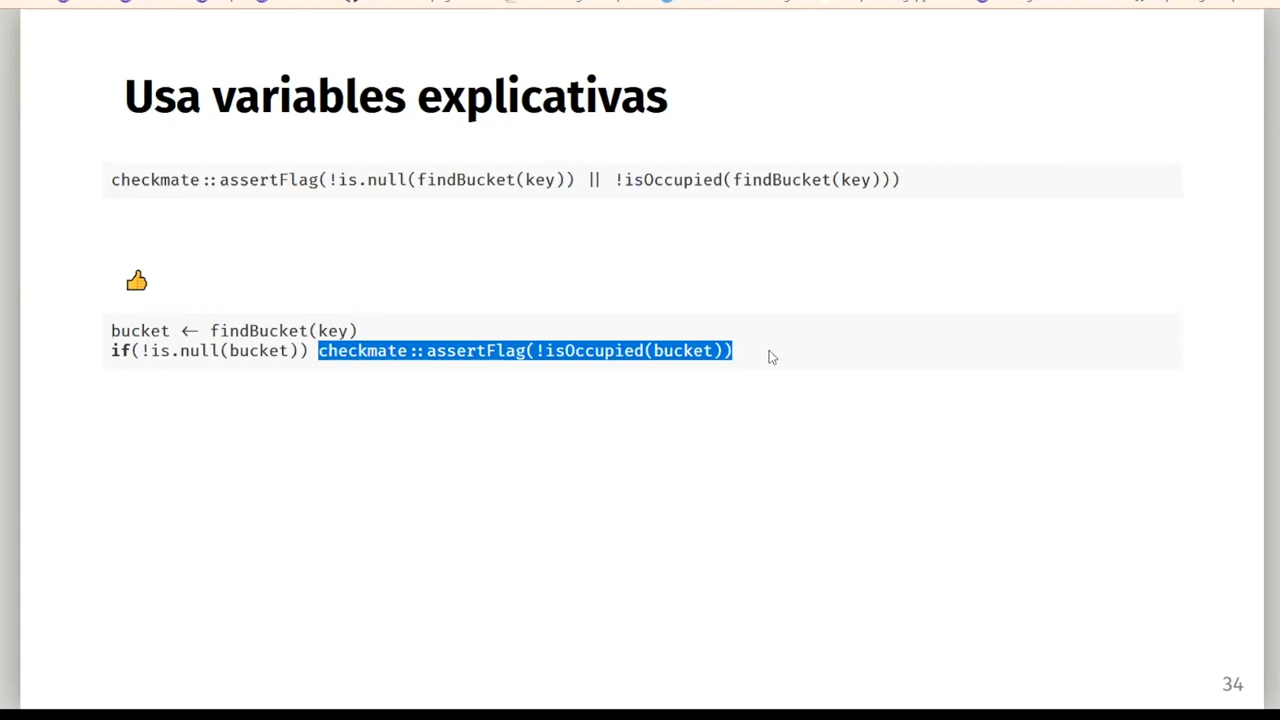 Usa variables explicativas
checkmate::assertFlag(!is.null(findBucket(key)) || !isOccupied(findBucket(key)))
👍
bucket <- findBucket(key)
if(!is.null(bucket)) checkmate::assertFlag(!isOccupied(bucket))
34